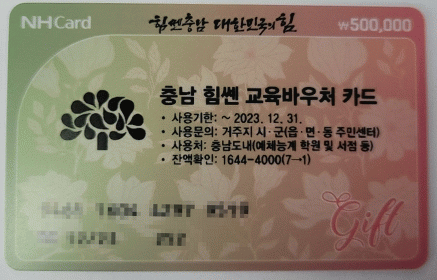 NHCard
힘쎈충남 대한민국의 힘
₩500,000
충남 힘쎈 교육바우처 카드
• 사용기한: ~ 2023. 12. 31.
• 사용문의: 거주지 시·군(읍·면·동 주민센터)
• 사용처: 충남도내(예체능계 학원 및 서점 등)
• 잔액확인: 1644-4000(7→1)
Gift